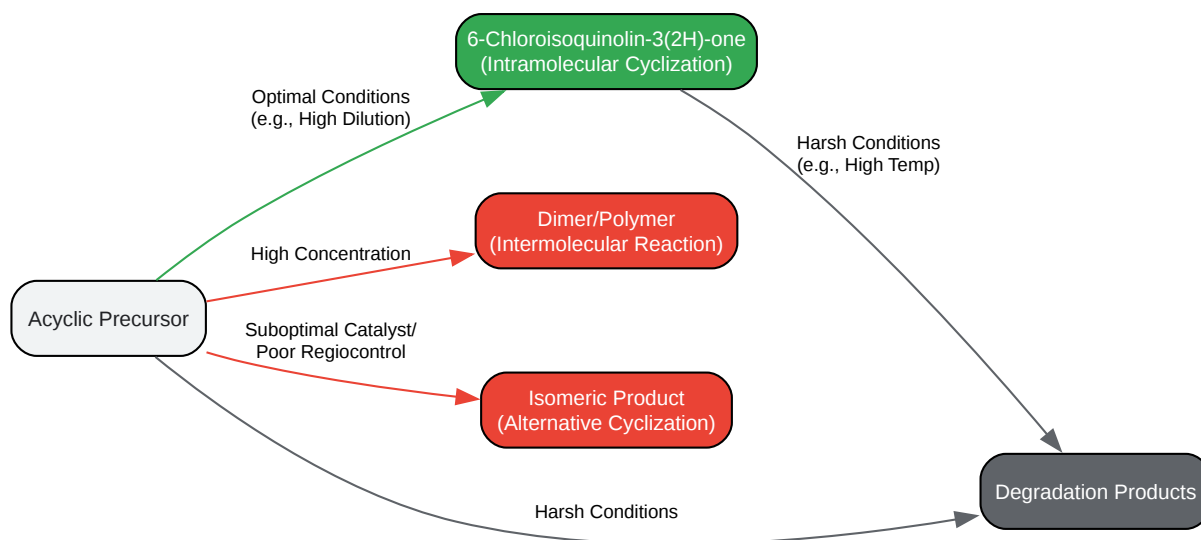 6-Chloroisoquinolin-3(2H)-one
(Intramolecular Cyclization)
Optimal Conditions
(e.g., High Dilution)
Harsh Conditions
(e.g., High Temp)
Dimer/Polymer
(Intermolecular Reaction)
High Concentration
Acyclic Precursor
Suboptimal Catalyst/
Poor Regiocontrol
Isomeric Product
(Alternative Cyclization)
Degradation Products
Harsh Conditions